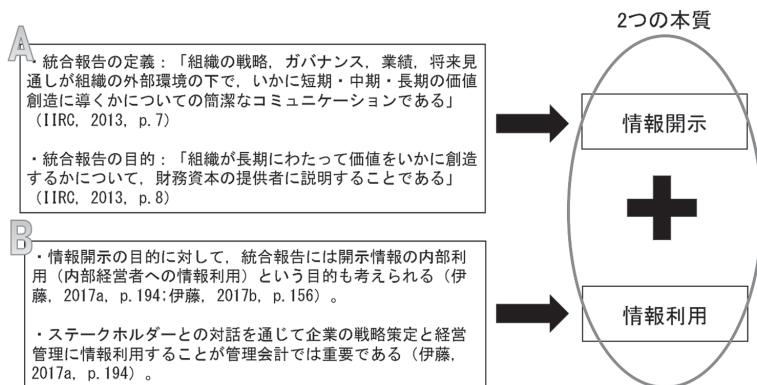 2つの本質
A
・統合報告の定義：「組織の戦略，ガバナンス，業績，将来見
通しが組織の外部環境の下で，いかに短期・中期・長期の価値
創造に導くかについての簡潔なコミュニケーションである」
（IIRC, 2013, p.7）
・統合報告の目的：「組織が長期にわたって価値をいかに創造
するかについて，財務資本の提供者に説明することである」
（IIRC, 2013, p.8）
情報開示
B
・情報開示の目的に対して，統合報告には開示情報の内部利
用（内部経営者への情報利用）という目的も考えられる（伊
藤, 2017a, p.194;伊藤, 2017b, p.156）。
・ステークホルダーとの対話を通じて企業の戦略策定と経営
管理に情報利用することが管理会計では重要である（伊藤,
2017a, p.194）。
情報利用